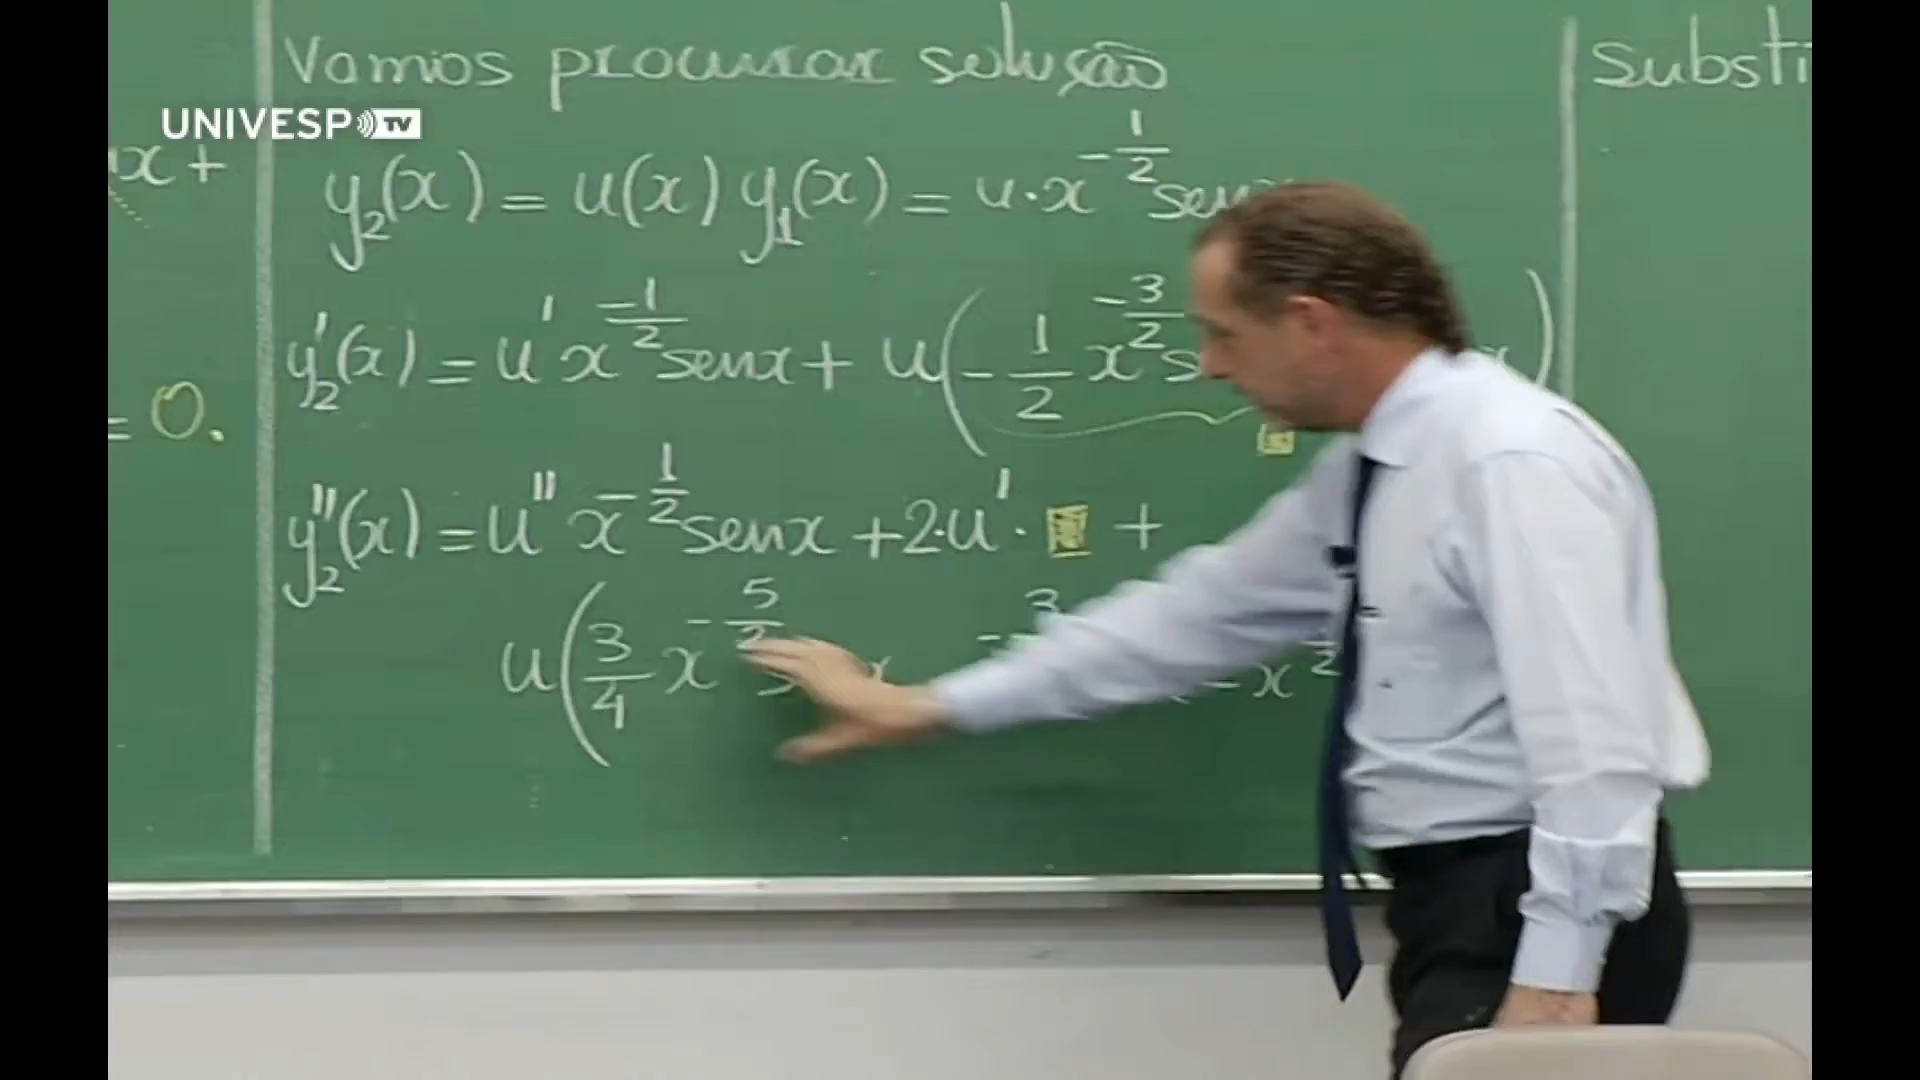 Vamos procurar solução
Substi
UNIVESP TV
x +
y₂(x) = u(x) y₁(x) = u·x^{-1/2} sen
y₂'(x) = u' x^{-1/2} senx + u(-1/2 x^{-3/2} s )
= 0.
y₂''(x) = u'' x^{-1/2} senx + 2·u' · +
u(3/4 x^{-5/2}